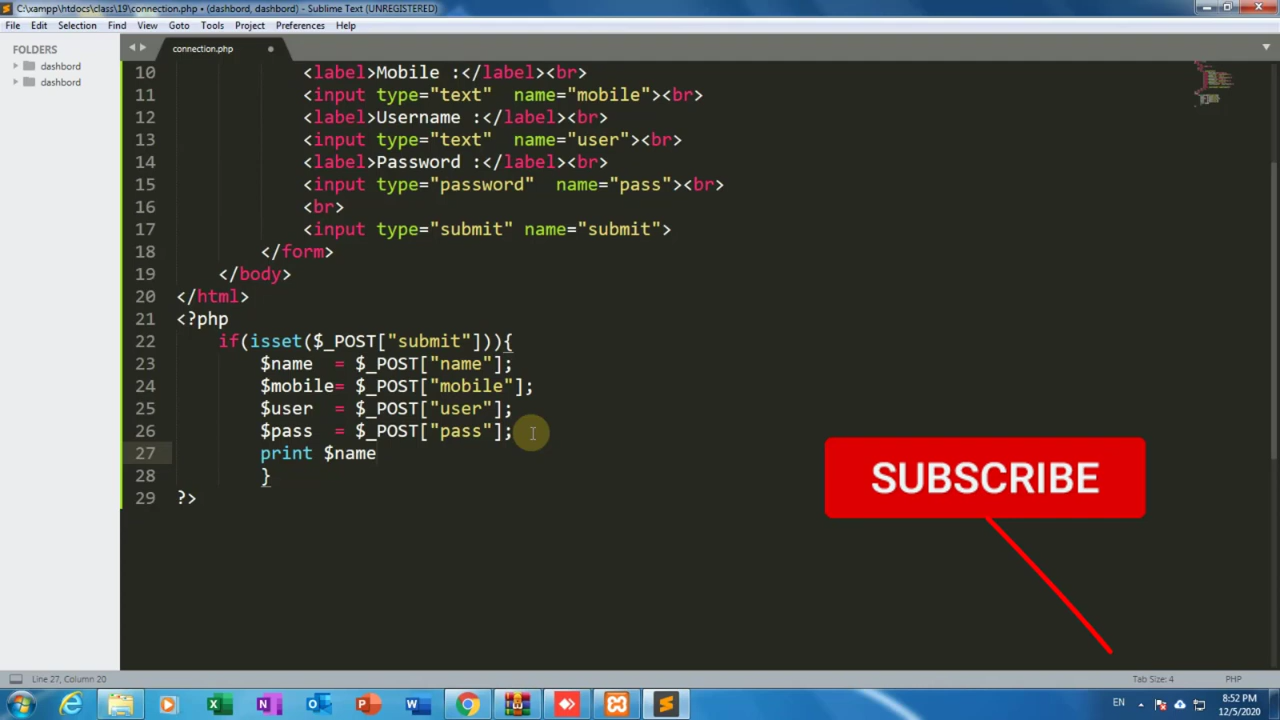 C:\xampp\htdocs\class\19\connection.php • (dashbord, dashbord) - Sublime Text (UNREGISTERED)
File Edit Selection Find View Goto Tools Project Preferences Help
FOLDERS
dashbord
dashbord
connection.php
10 <label>Mobile :</label><br>
11 <input type="text"  name="mobile"><br>
12 <label>Username :</label><br>
13 <input type="text"  name="user"><br>
14 <label>Password :</label><br>
15 <input type="password"  name="pass"><br>
16 <br>
17 <input type="submit" name="submit">
18 </form>
19 </body>
20 </html>
21 <?php
22 if(isset($_POST["submit"])){
23 $name  = $_POST["name"];
24 $mobile= $_POST["mobile"];
25 $user  = $_POST["user"];
26 $pass  = $_POST["pass"];
27 print $name
28 }
29 ?>
SUBSCRIBE
Line 27, Column 20
Tab Size: 4
PHP
EN
8:52 PM
12/5/2020